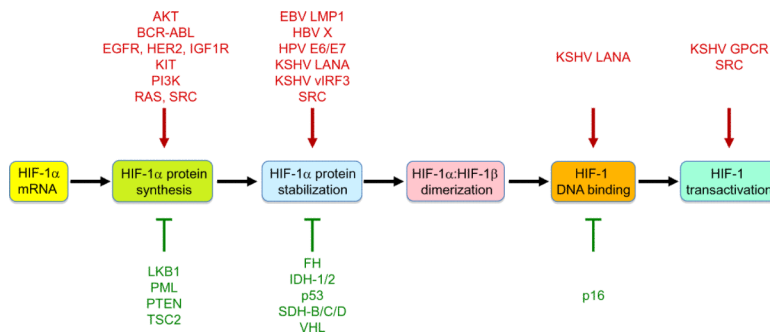 AKT
BCR-ABL
EGFR, HER2, IGF1R
KIT
PI3K
RAS, SRC
EBV LMP1
HBV X
HPV E6/E7
KSHV LANA
KSHV vIRF3
SRC
KSHV LANA
KSHV GPCR
SRC
HIF-1α
mRNA
HIF-1α protein
synthesis
HIF-1α protein
stabilization
HIF-1α:HIF-1β
dimerization
HIF-1
DNA binding
HIF-1
transactivation
LKB1
PML
PTEN
TSC2
FH
IDH-1/2
p53
SDH-B/C/D
VHL
p16